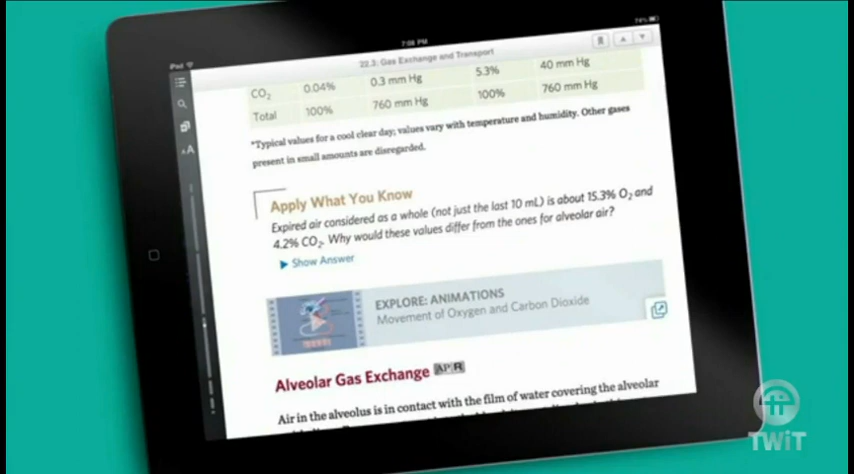 iPad
7:08 PM
74%
22.3: Gas Exchange and Transport
CO2 0.04% 0.3 mm Hg 5.3% 40 mm Hg
Total 100% 760 mm Hg 100% 760 mm Hg
*Typical values for a cool clear day; values vary with temperature and humidity. Other gases
present in small amounts are disregarded.
Apply What You Know
Expired air considered as a whole (not just the last 10 mL) is about 15.3% O2 and
4.2% CO2. Why would these values differ from the ones for alveolar air?
Show Answer
EXPLORE: ANIMATIONS
Movement of Oxygen and Carbon Dioxide
Alveolar Gas Exchange AP|R
Air in the alveolus is in contact with the film of water covering the alveolar
AA
TWiT